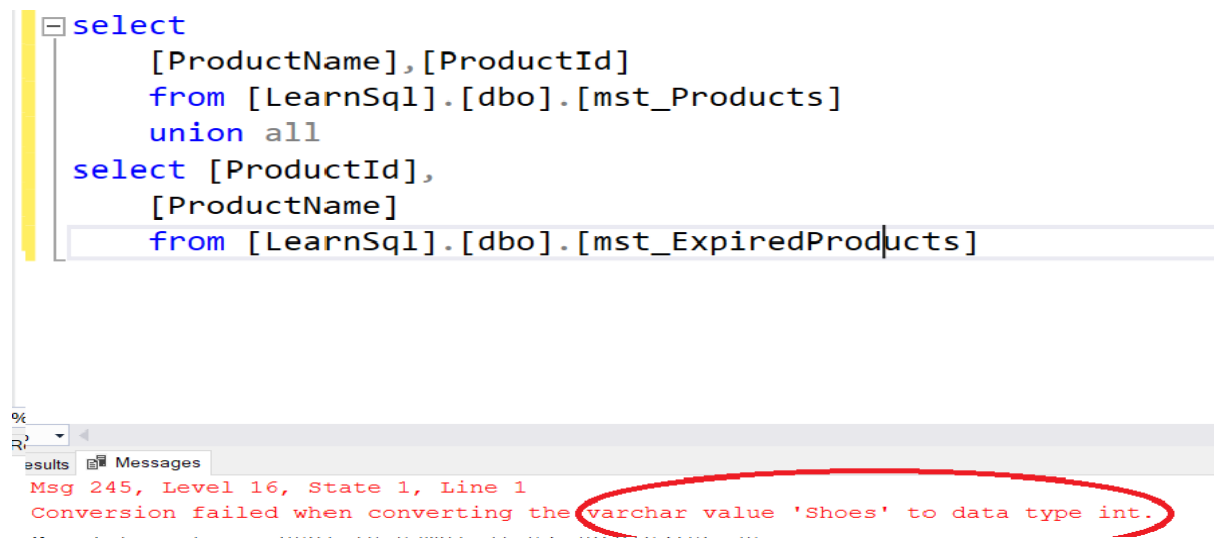 select
[ProductName],[ProductId]
from [LearnSql].[dbo].[mst_Products]
union all
select [ProductId],
[ProductName]
from [LearnSql].[dbo].[mst_ExpiredProducts]
%
esults Messages
Msg 245, Level 16, State 1, Line 1
Conversion failed when converting the varchar value 'Shoes' to data type int.